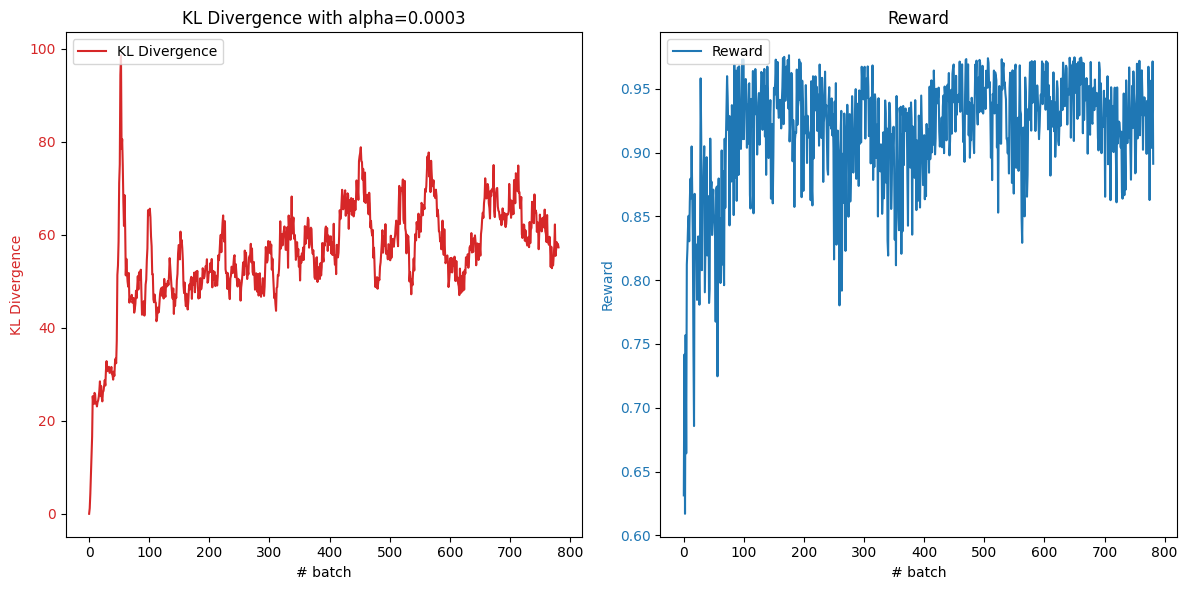 KL Divergence with alpha=0.0003
KL Divergence
100
80
60
40
20
0
KL Divergence
0 100 200 300 400 500 600 700 800
# batch
Reward
Reward
0.95
0.90
0.85
0.80
0.75
0.70
0.65
0.60
Reward
0 100 200 300 400 500 600 700 800
# batch